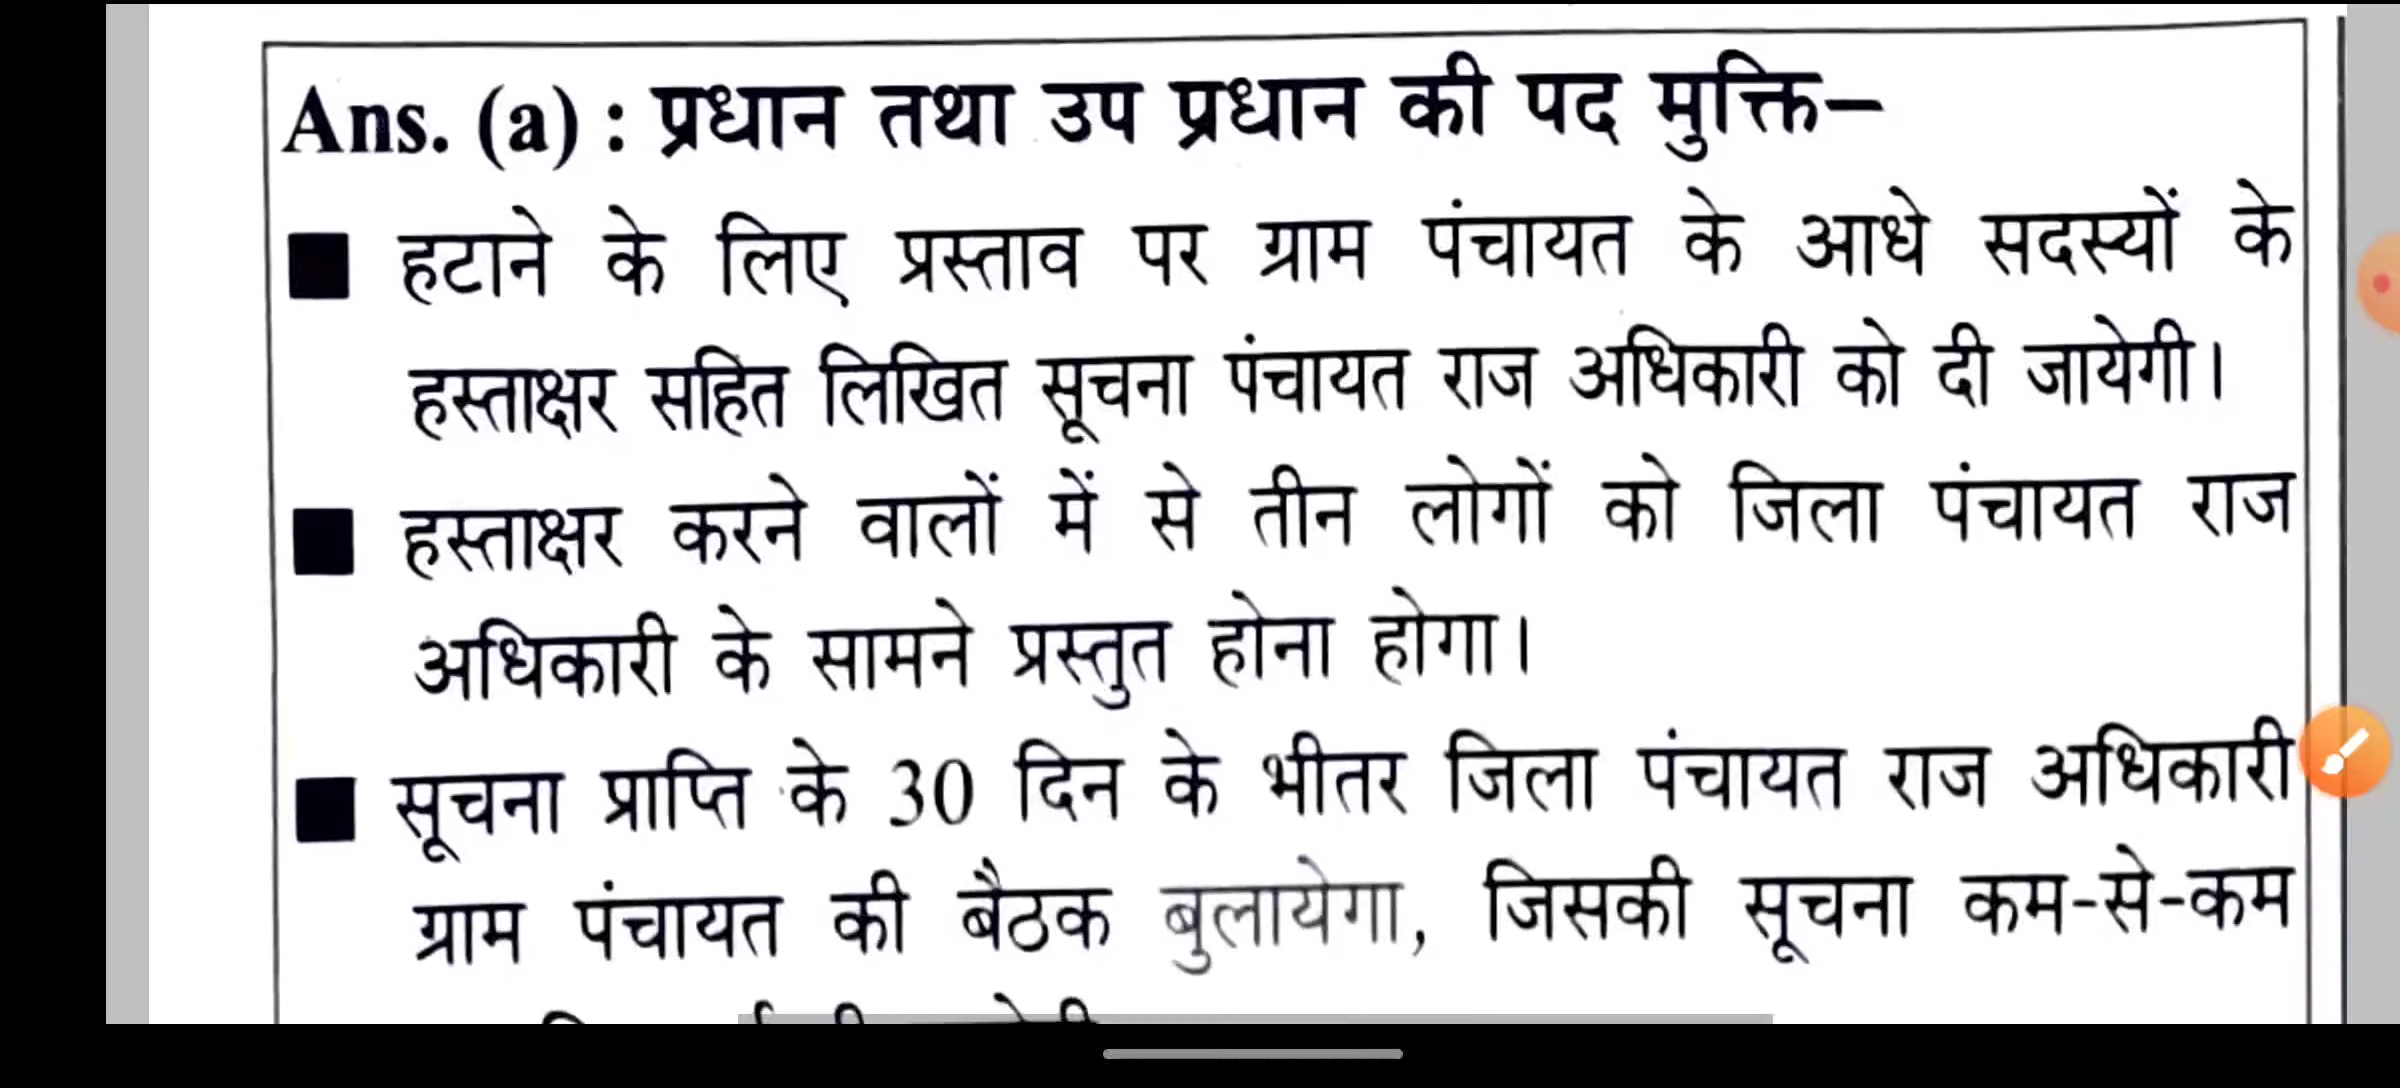 Ans. (a) : प्रधान तथा उप प्रधान की पद मुक्ति–
■ हटाने के लिए प्रस्ताव पर ग्राम पंचायत के आधे सदस्यों के
हस्ताक्षर सहित लिखित सूचना पंचायत राज अधिकारी को दी जायेगी।
■ हस्ताक्षर करने वालों में से तीन लोगों को जिला पंचायत राज
अधिकारी के सामने प्रस्तुत होना होगा।
■ सूचना प्राप्ति के 30 दिन के भीतर जिला पंचायत राज अधिकारी
ग्राम पंचायत की बैठक बुलायेगा, जिसकी सूचना कम-से-कम